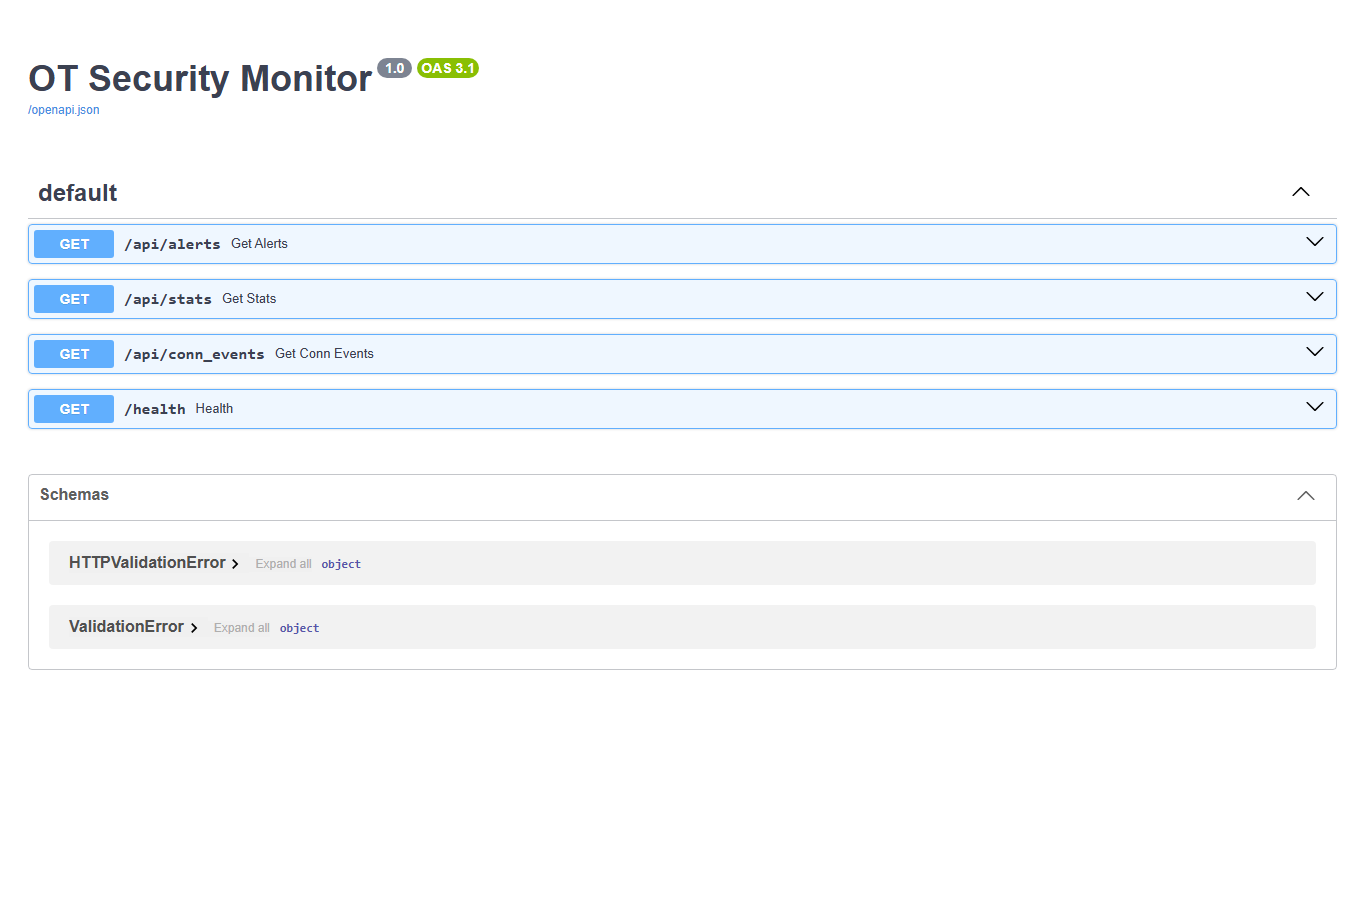 OT Security Monitor 1.0 OAS 3.1
/openapi.json
default
GET /api/alerts Get Alerts
GET /api/stats Get Stats
GET /api/conn_events Get Conn Events
GET /health Health
Schemas
HTTPValidationError Expand all object
ValidationError Expand all object